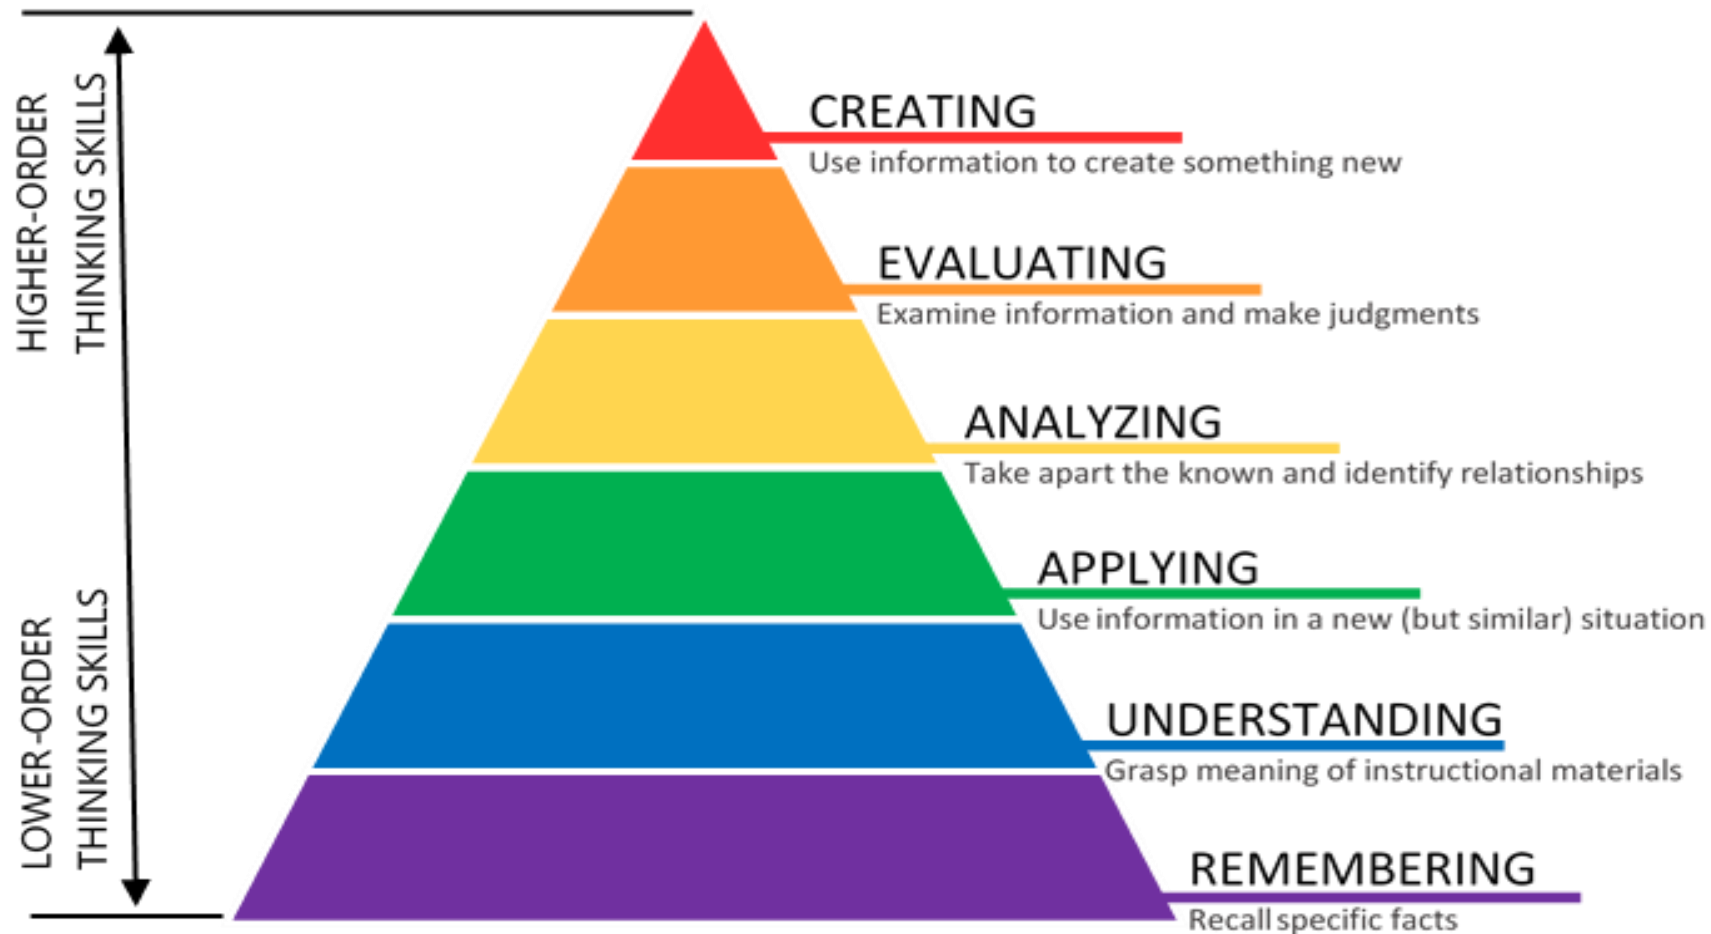 HIGHER-ORDER
THINKING SKILLS
LOWER-ORDER
THINKING SKILLS
CREATING
Use information to create something new
EVALUATING
Examine information and make judgments
ANALYZING
Take apart the known and identify relationships
APPLYING
Use information in a new (but similar) situation
UNDERSTANDING
Grasp meaning of instructional materials
REMEMBERING
Recall specific facts